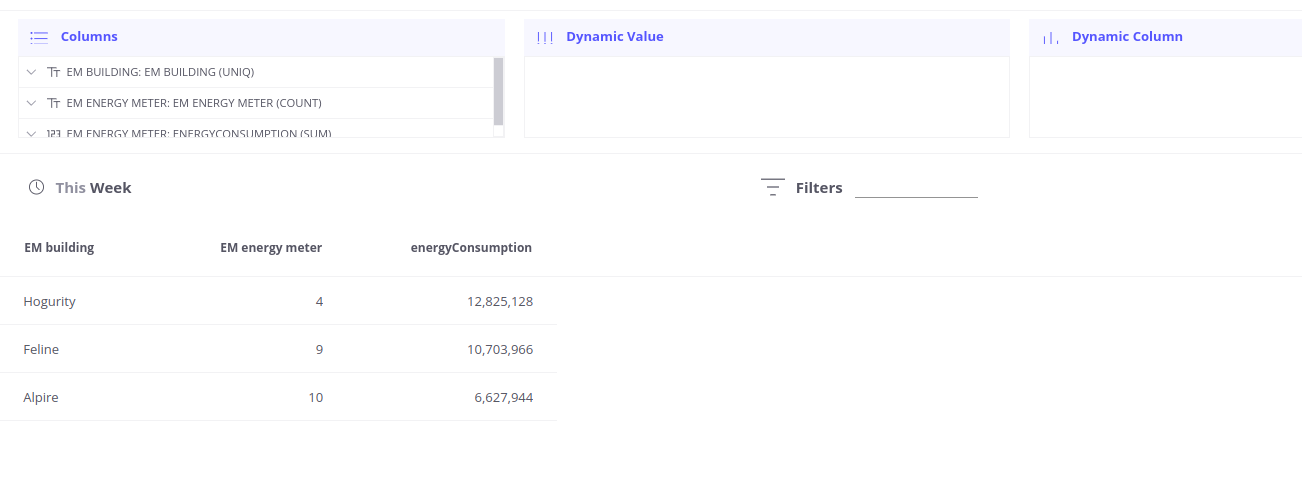 Columns
Dynamic Value
Dynamic Column
EM BUILDING: EM BUILDING (UNIQ)
EM ENERGY METER: EM ENERGY METER (COUNT)
EM ENERGY METER: ENERGYCONSUMPTION (SUM)
This Week
Filters
EM building EM energy meter energyConsumption
Hogurity 4 12,825,128
Feline 9 10,703,966
Alpire 10 6,627,944